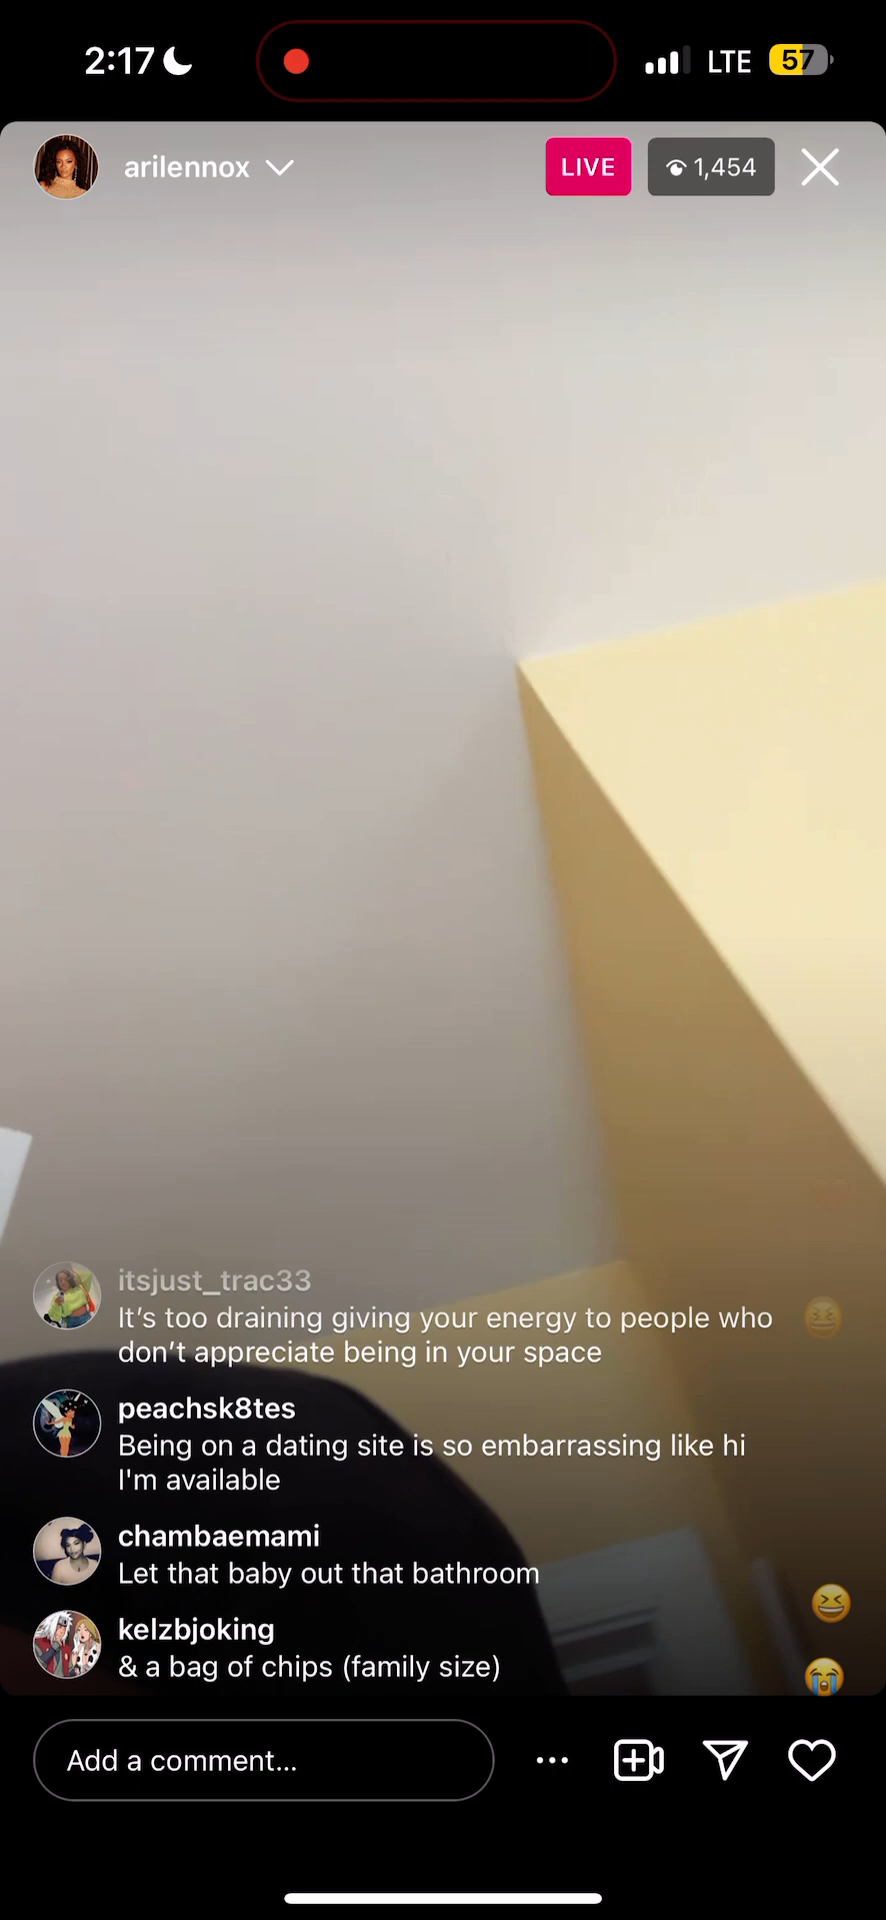 2:17
LTE
57
arilennox
LIVE
1,454
itsjust_trac33
It’s too draining giving your energy to people who
don’t appreciate being in your space
peachsk8tes
Being on a dating site is so embarrassing like hi
I'm available
chambaemami
Let that baby out that bathroom
kelzbjoking
& a bag of chips (family size)
Add a comment...